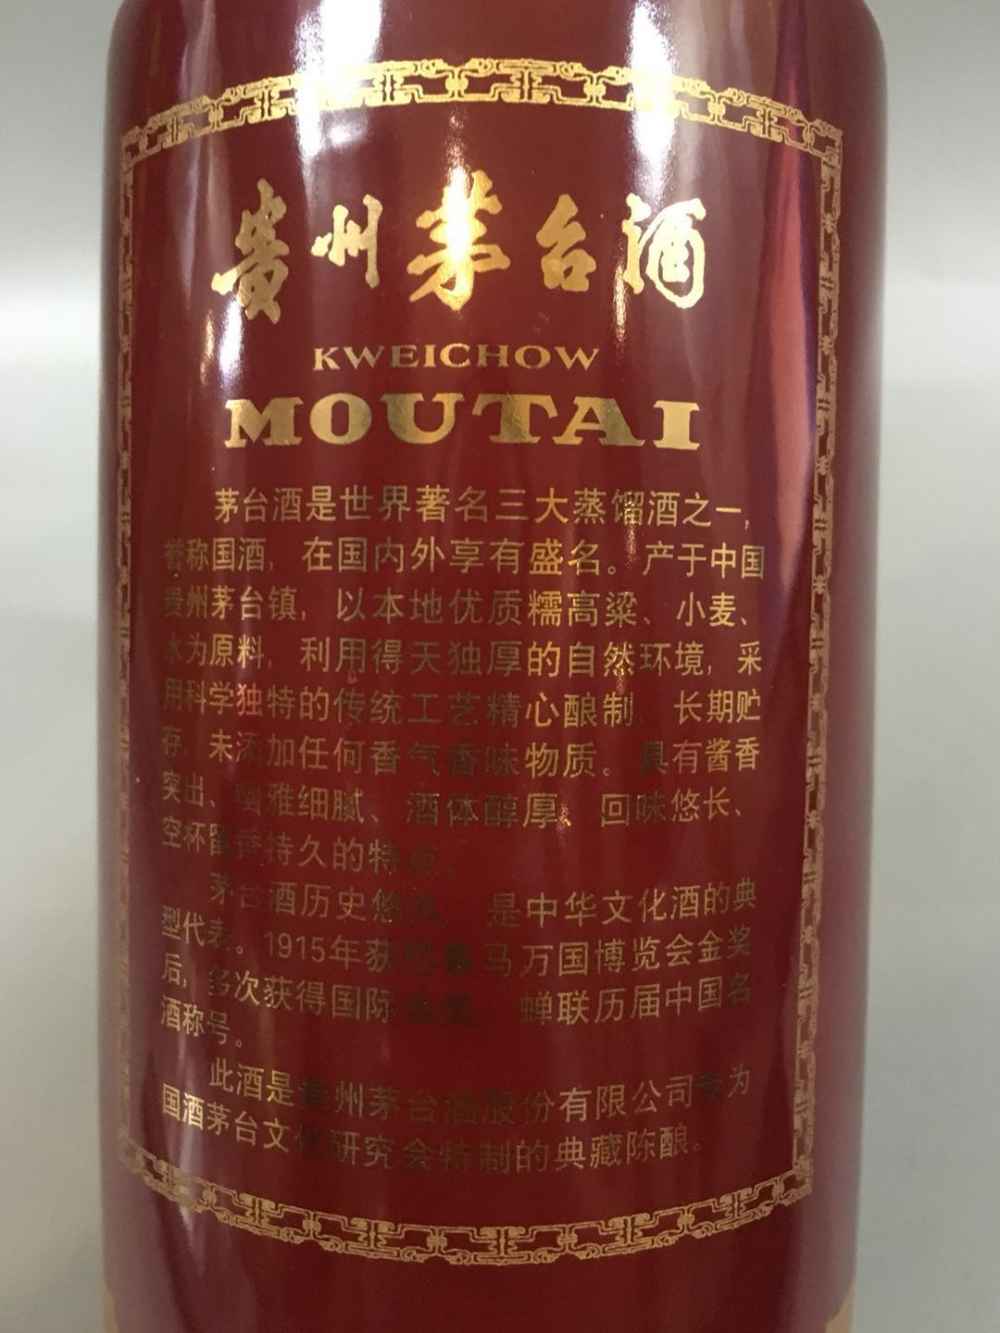 贵州茅台酒
KWEICHOW
MOUTAI
茅台酒是世界著名三大蒸馏酒之一,
誉称国酒,在国内外享有盛名。产于中国
贵州茅台镇,以本地优质糯高粱、小麦、
水为原料,利用得天独厚的自然环境,采
用科学独特的传统工艺精心酿制,长期贮
存,未添加任何香气香味物质。具有酱香
突出、幽雅细腻、酒体醇厚、回味悠长、
空杯留香持久的特点。
茅台酒历史悠久,是中华文化酒的典
型代表。1915年获巴拿马万国博览会金奖
后,多次获得国际金奖,蝉联历届中国名
酒称号。
此酒是贵州茅台酒股份有限公司专为
国酒茅台文化研究会特制的典藏陈酿。